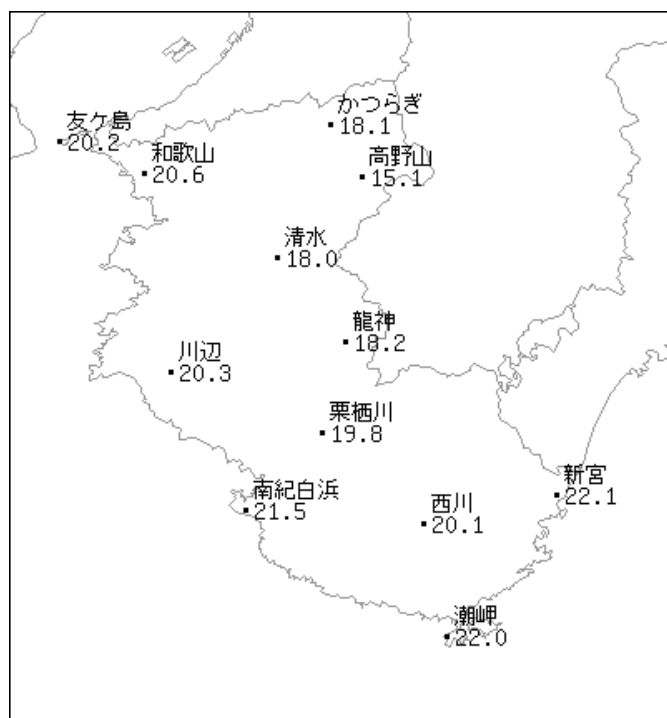 かつらぎ
18.1
友ケ島
20.2
和歌山
20.6
高野山
15.1
清水
18.0
龍神
18.2
川辺
20.3
栗栖川
19.8
新宮
22.1
南紀白浜
21.5
西川
20.1
潮岬
22.0